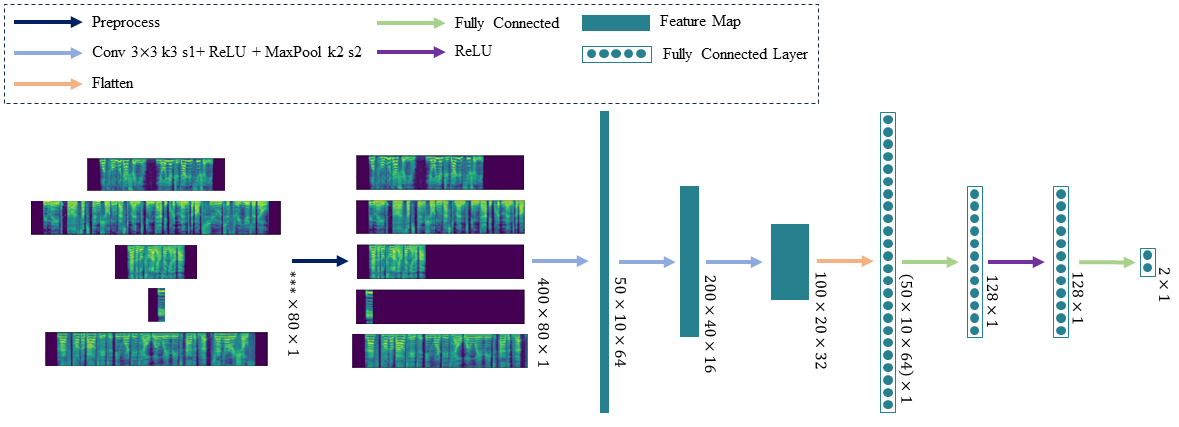 Preprocess
Fully Connected
Feature Map
Conv 3×3 k3 s1+ ReLU + MaxPool k2 s2
ReLU
Fully Connected Layer
Flatten
***×80×1
400×80×1
50×10×64
200×40×16
100×20×32
(50×10×64)×1
128×1
128×1
2×1